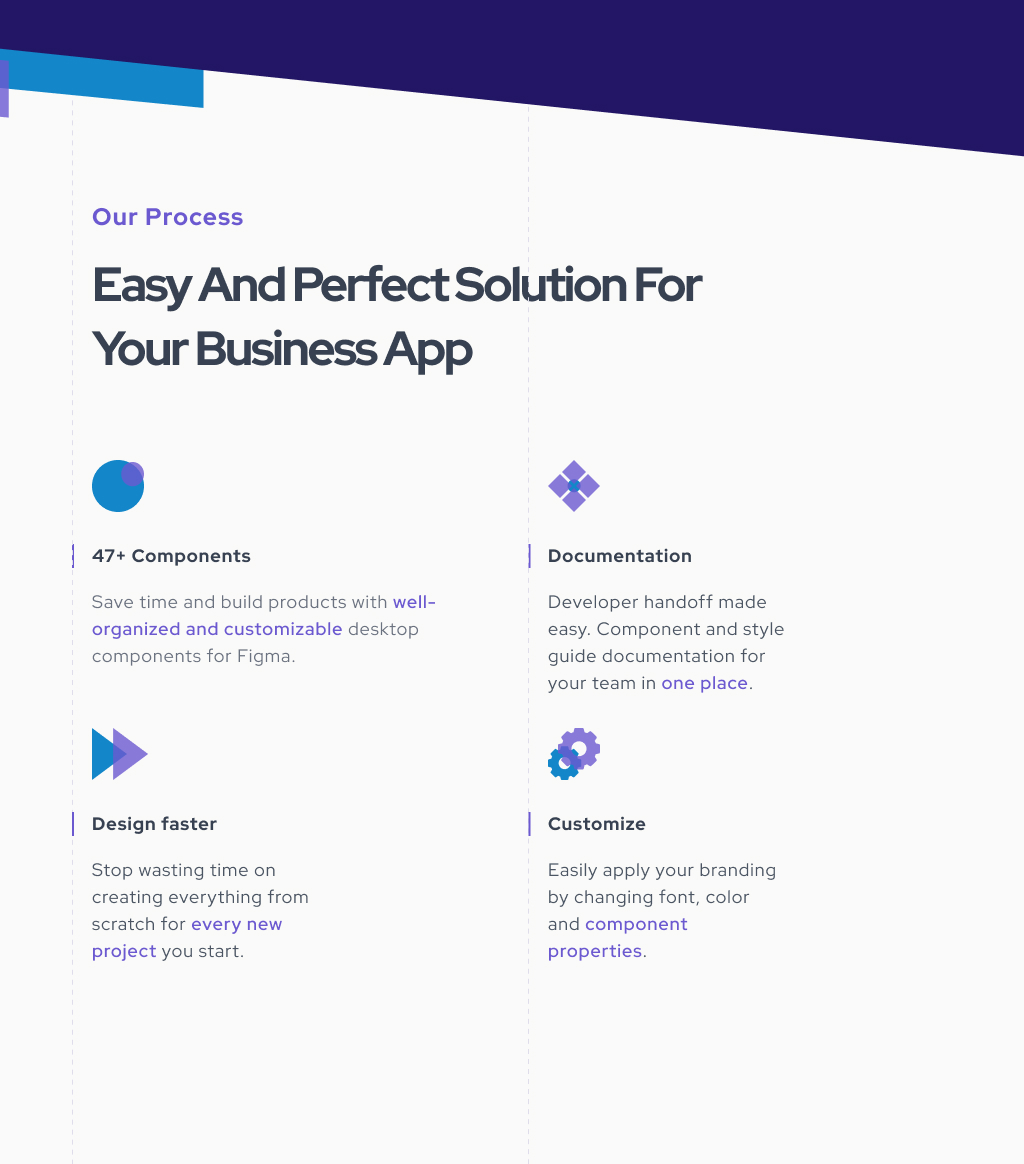 Our Process
Easy And Perfect Solution For
Your Business App
47+ Components
Save time and build products with well-
organized and customizable desktop
components for Figma.
Documentation
Developer handoff made
easy. Component and style
guide documentation for
your team in one place.
Design faster
Stop wasting time on
creating everything from
scratch for every new
project you start.
Customize
Easily apply your branding
by changing font, color
and component
properties.